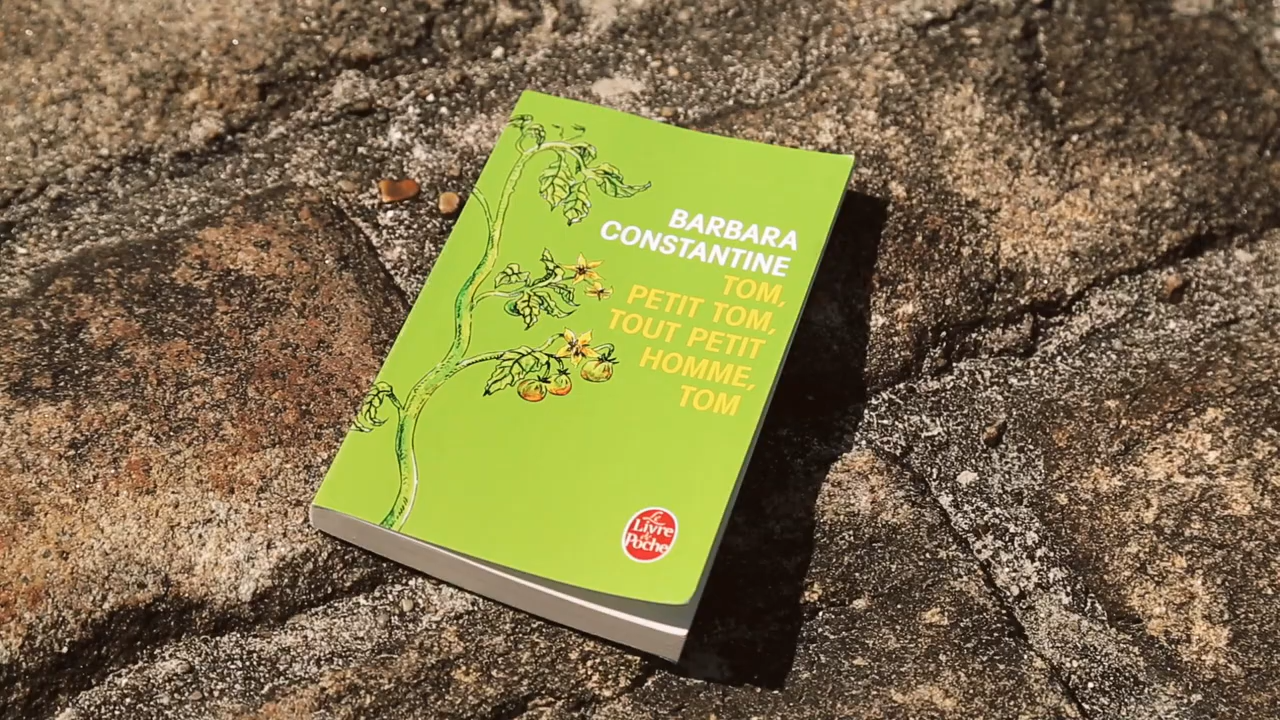 BARBARA
CONSTANTINE
TOM,
PETIT TOM,
TOUT PETIT
HOMME,
TOM
Le
Livre
de
Poche